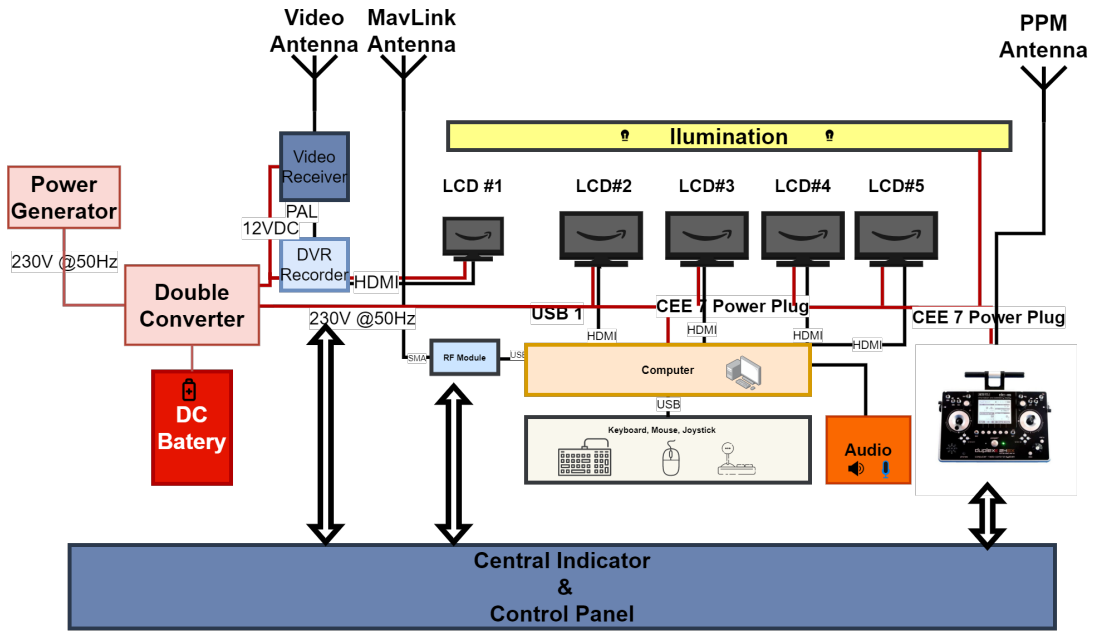 Video
Antenna
MavLink
Antenna
PPM
Antenna
Ilumination
Video
Receiver
Power
Generator
LCD #1
LCD#2
LCD#3
LCD#4
LCD#5
PAL
12VDC
DVR
Recorder
230V @50Hz
HDMI
Double
Converter
230V @50Hz
USB 1
CEE 7 Power Plug
CEE 7 Power Plug
HDMI
HDMI
HDMI
HDMI
SMA
RF Module
USB
Computer
DC
Batery
USB
Keyboard, Mouse, Joystick
Audio
duplex
Central Indicator
&
Control Panel